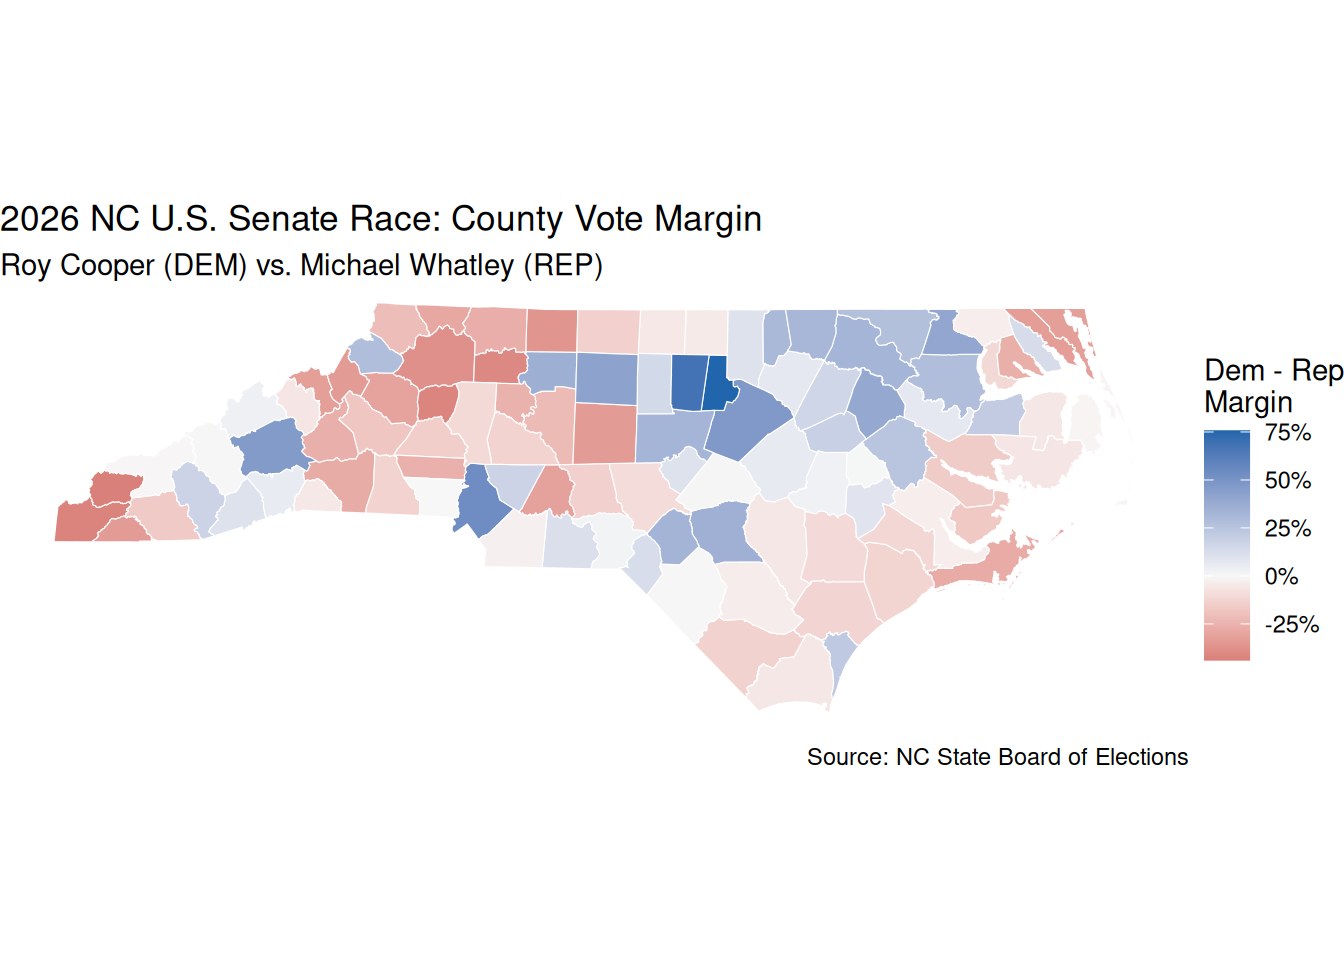 2026 NC U.S. Senate Race: County Vote Margin
Roy Cooper (DEM) vs. Michael Whatley (REP)
Dem - Rep
Margin
75%
50%
25%
0%
-25%
Source: NC State Board of Elections